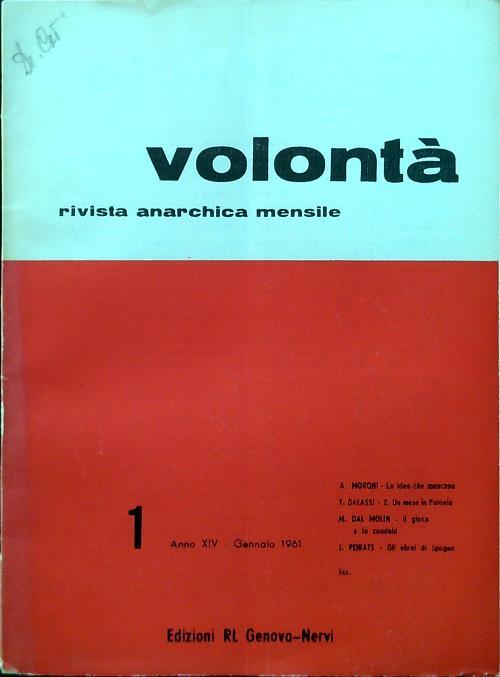 volontà
rivista anarchica mensile
A. MORONI - Le idee che mancano
V. GALASSI - 2. Un mese in Polonia
M. DAL MOLIN - Il gioco
e la candela
J. PEIRATS - Gli ebrei di Spagna
Ecc.
1
Anno XIV - Gennaio 1961
Edizioni RL Genova-Nervi